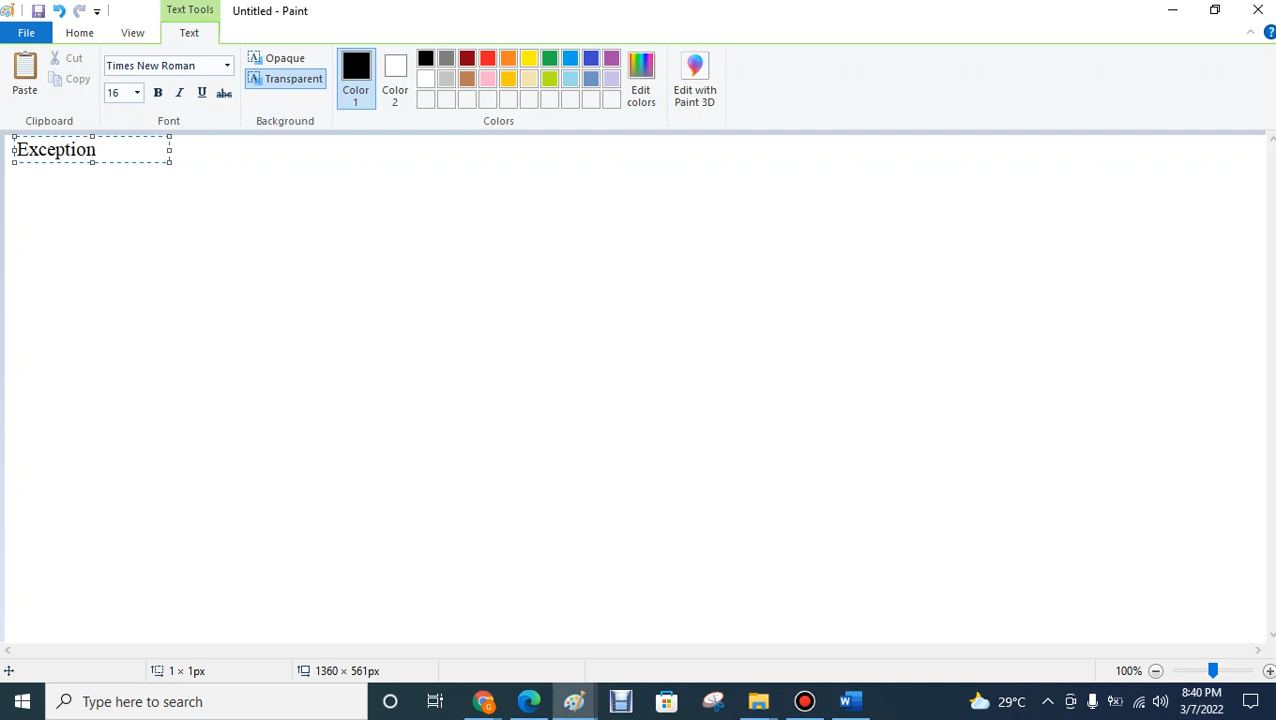 Text Tools
Untitled - Paint
File
Home
View
Text
Paste
Cut
Copy
Clipboard
Times New Roman
16
B I U abc
Font
Opaque
Transparent
Background
Color 1
Color 2
Edit colors
Colors
Edit with Paint 3D
Exception
1 × 1px
1360 × 561px
100%
Type here to search
29°C
8:40 PM
3/7/2022